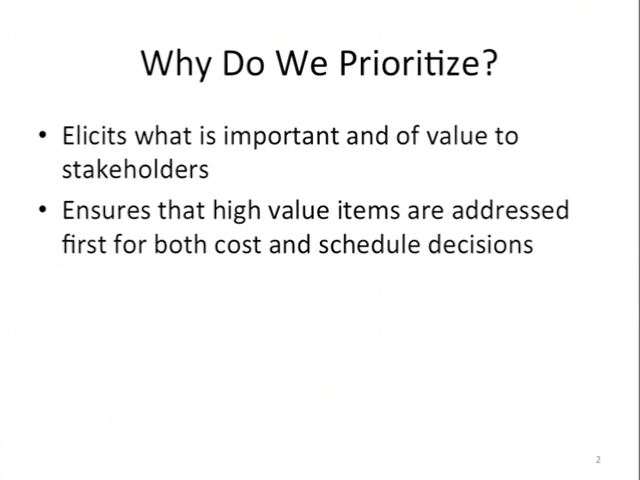 Why Do We Prioritize?
• Elicits what is important and of value to
stakeholders
• Ensures that high value items are addressed
first for both cost and schedule decisions
2